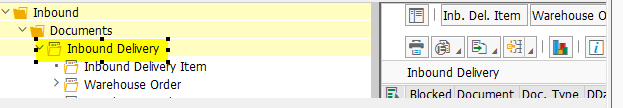 Inbound
Documents
Inbound Delivery
Inbound Delivery Item
Warehouse Order
Inb. Del. Item
Warehouse O
Inbound Delivery
Blocked Document Doc. Type DDz